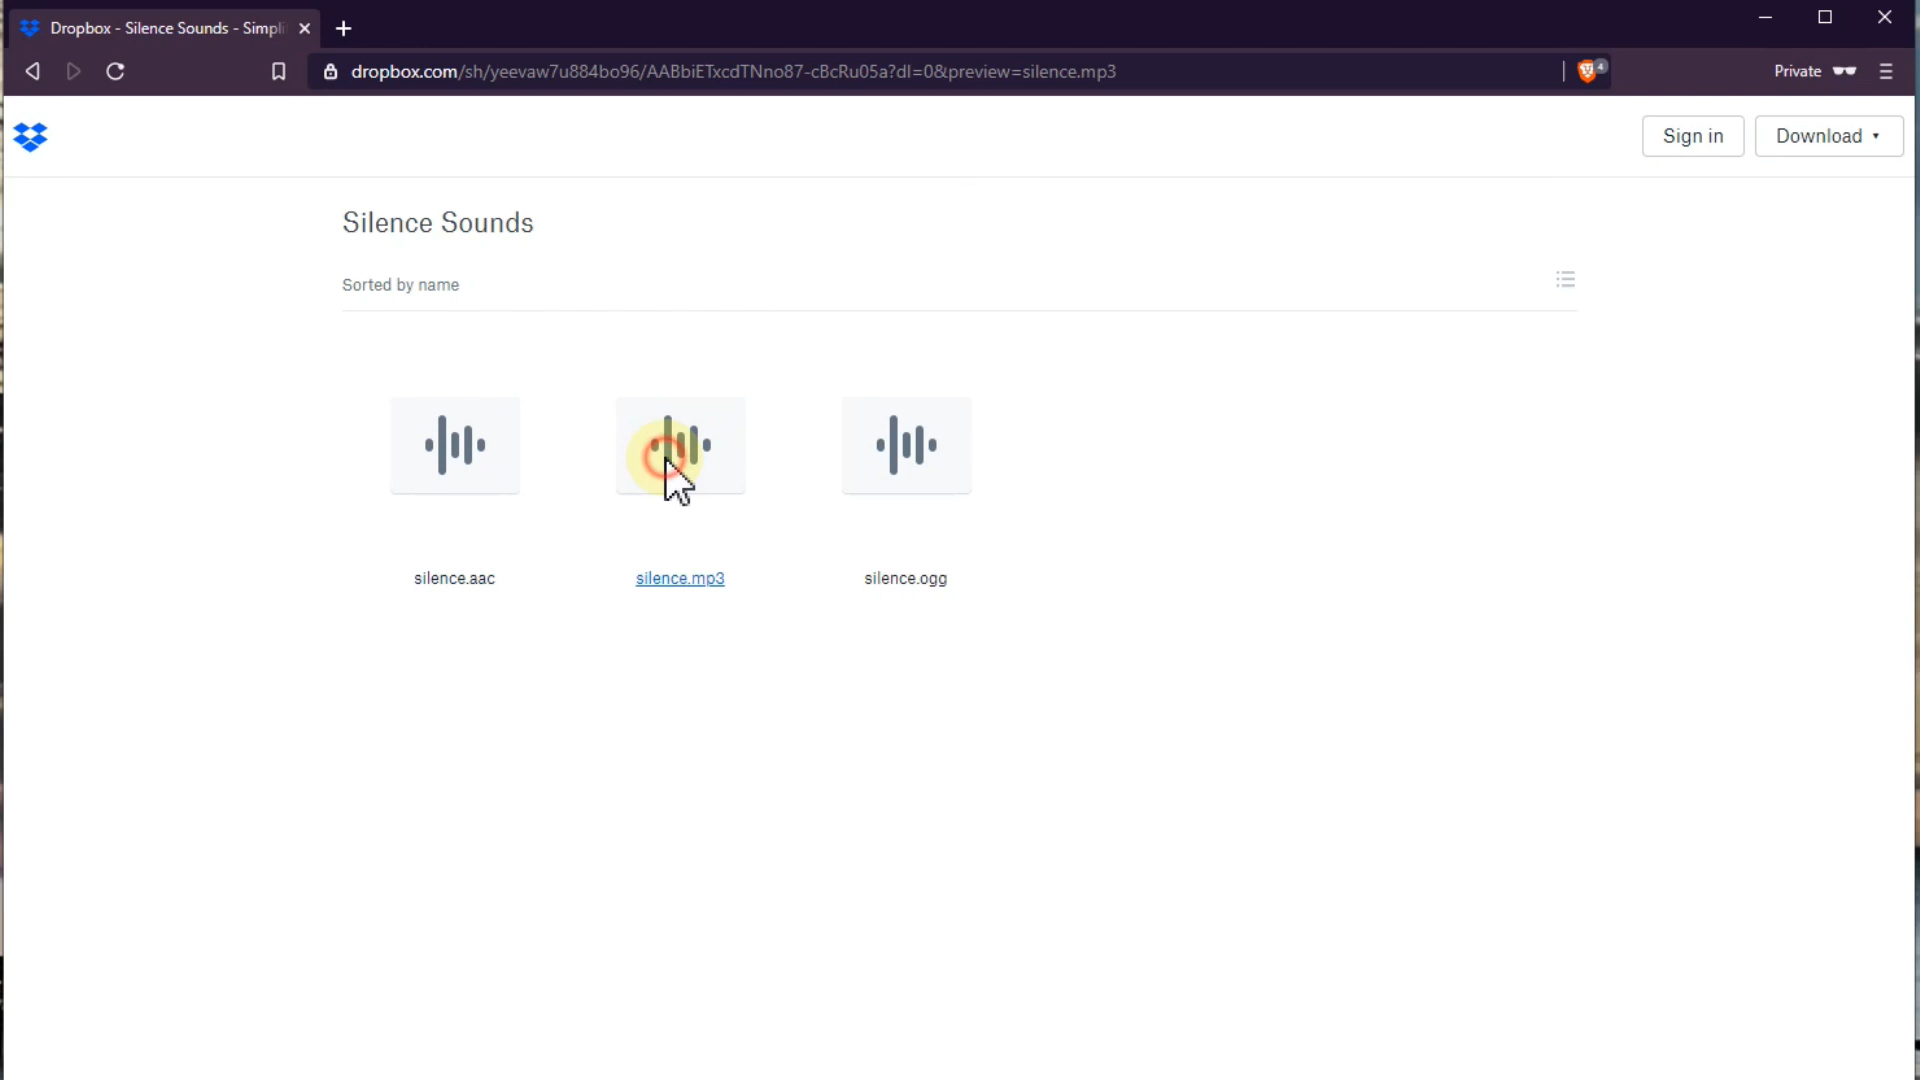 Dropbox - Silence Sounds - Simpli
dropbox.com/sh/yeevaw7u884bo96/AABbiETxcdTNno87-cBcRu05a?dl=0&preview=silence.mp3
4
Private
Sign in
Download
Silence Sounds
Sorted by name
silence.aac
silence.mp3
silence.ogg